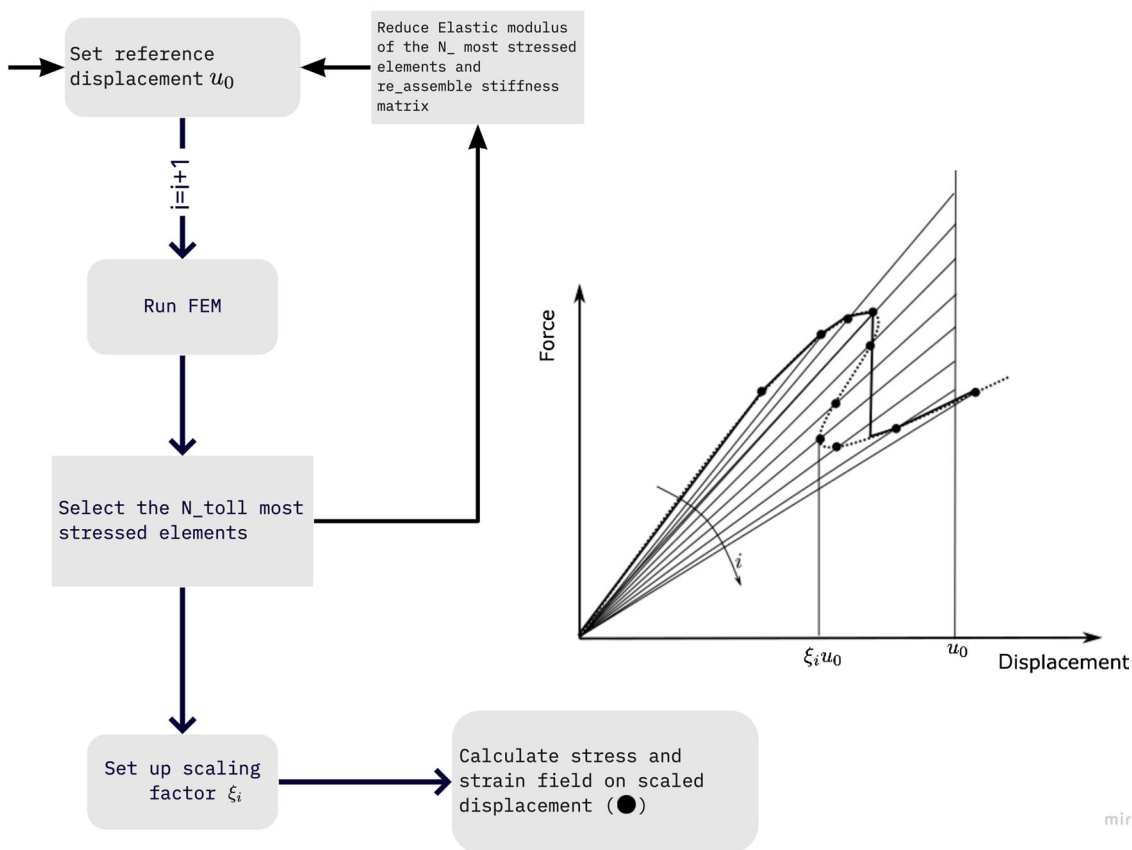 Set reference
displacement u₀
Reduce Elastic modulus
of the N_ most stressed
elements and
re_assemble stiffness
matrix
i=i+1
Run FEM
Select the N_toll most
stressed elements
Set up scaling
factor ξᵢ
Calculate stress and
strain field on scaled
displacement (●)
Force
i
ξᵢu₀
u₀
Displacement
mir